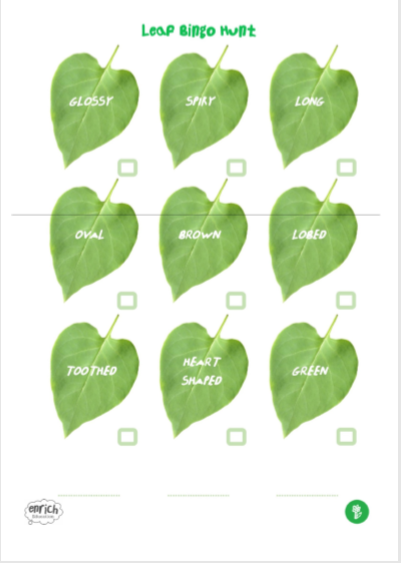 Leaf Bingo Hunt
GLOSSY
SPIKY
LONG
OVAL
BROWN
LOBED
TOOTHED
HEART
SHAPED
GREEN
enrich